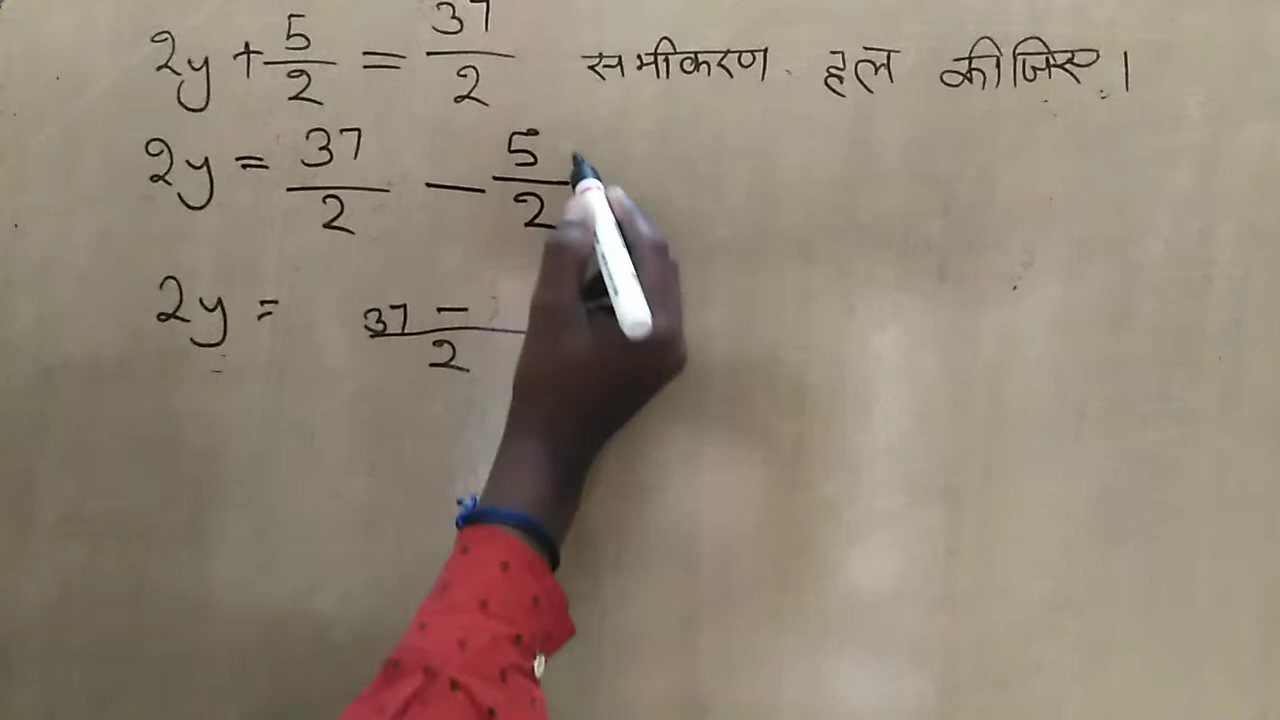 2y + 5/2 = 37/2 समीकरण हल कीजिए।
2y = 37/2 - 5/2
2y = 37 - /2